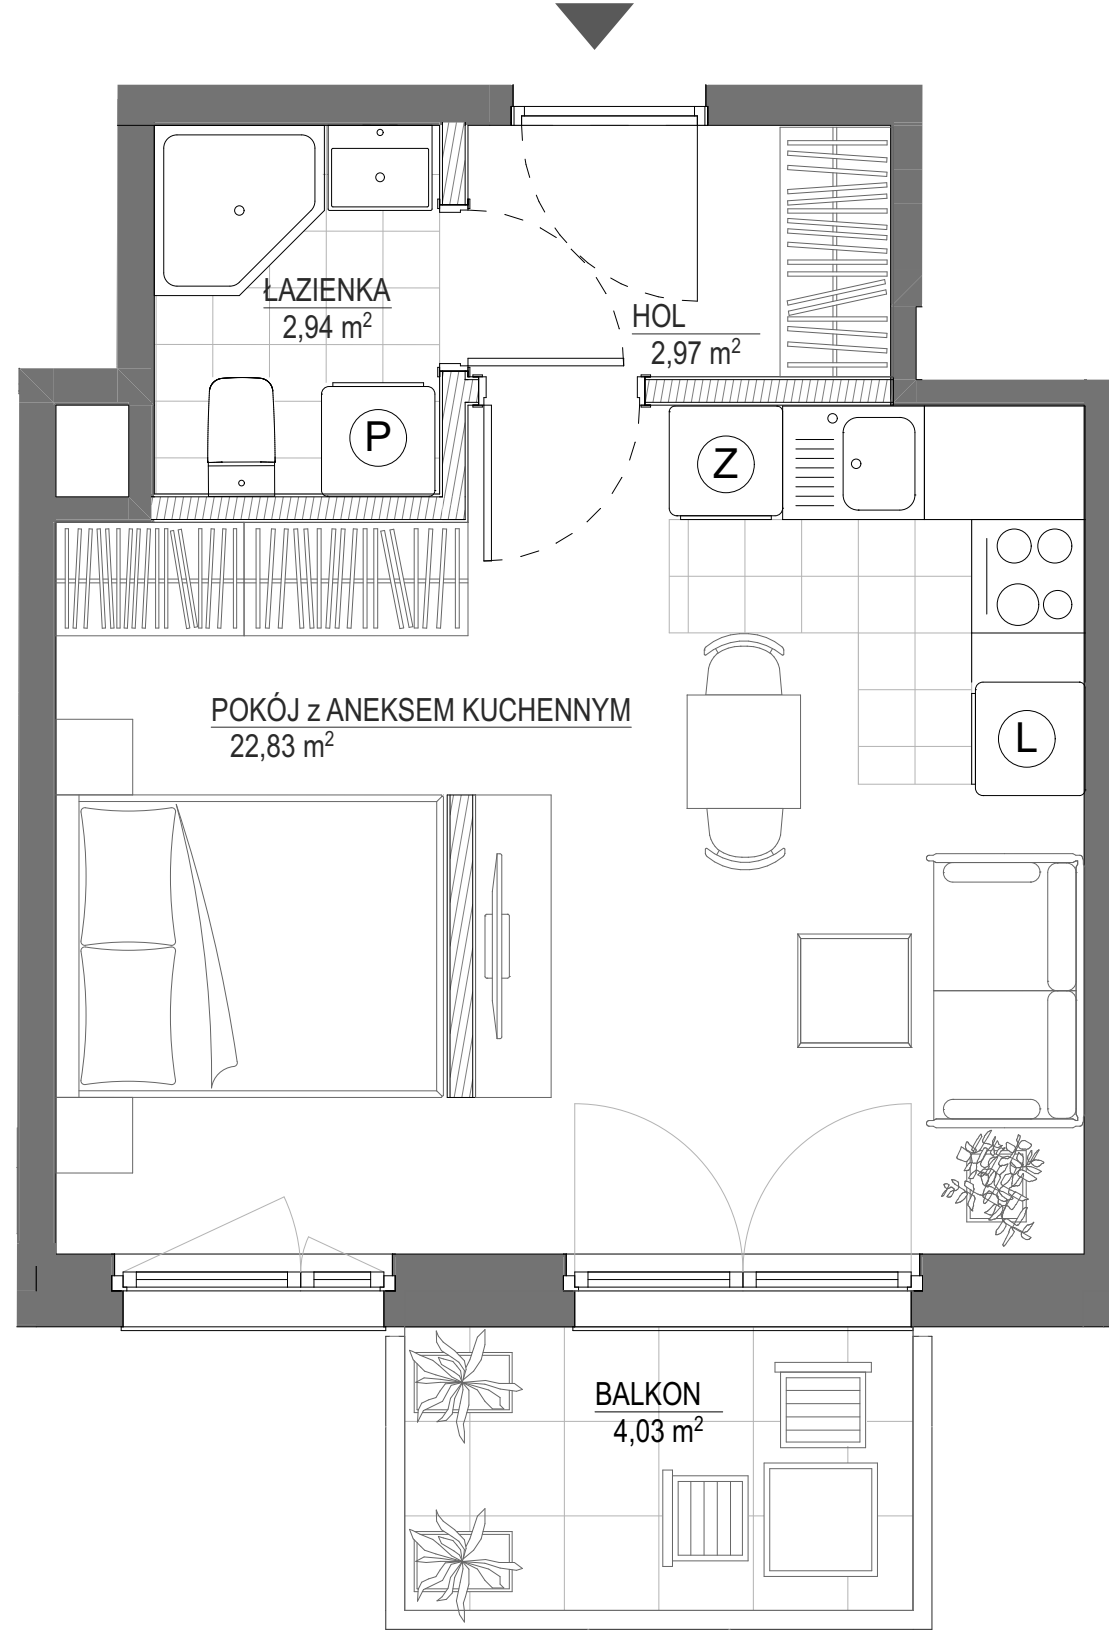 ŁAZIENKA
2,94 m²
HOL
2,97 m²
P
Z
POKÓJ z ANEKSEM KUCHENNYM
22,83 m²
L
BALKON
4,03 m²